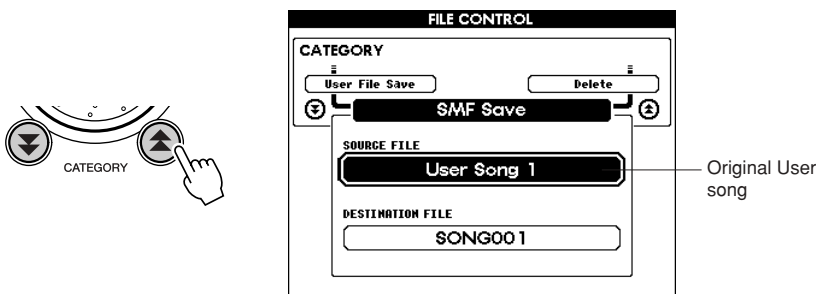 FILE CONTROL
CATEGORY
User File Save
Delete
SMF Save
SOURCE FILE
User Song 1
DESTINATION FILE
SONG001
CATEGORY
Original User
song